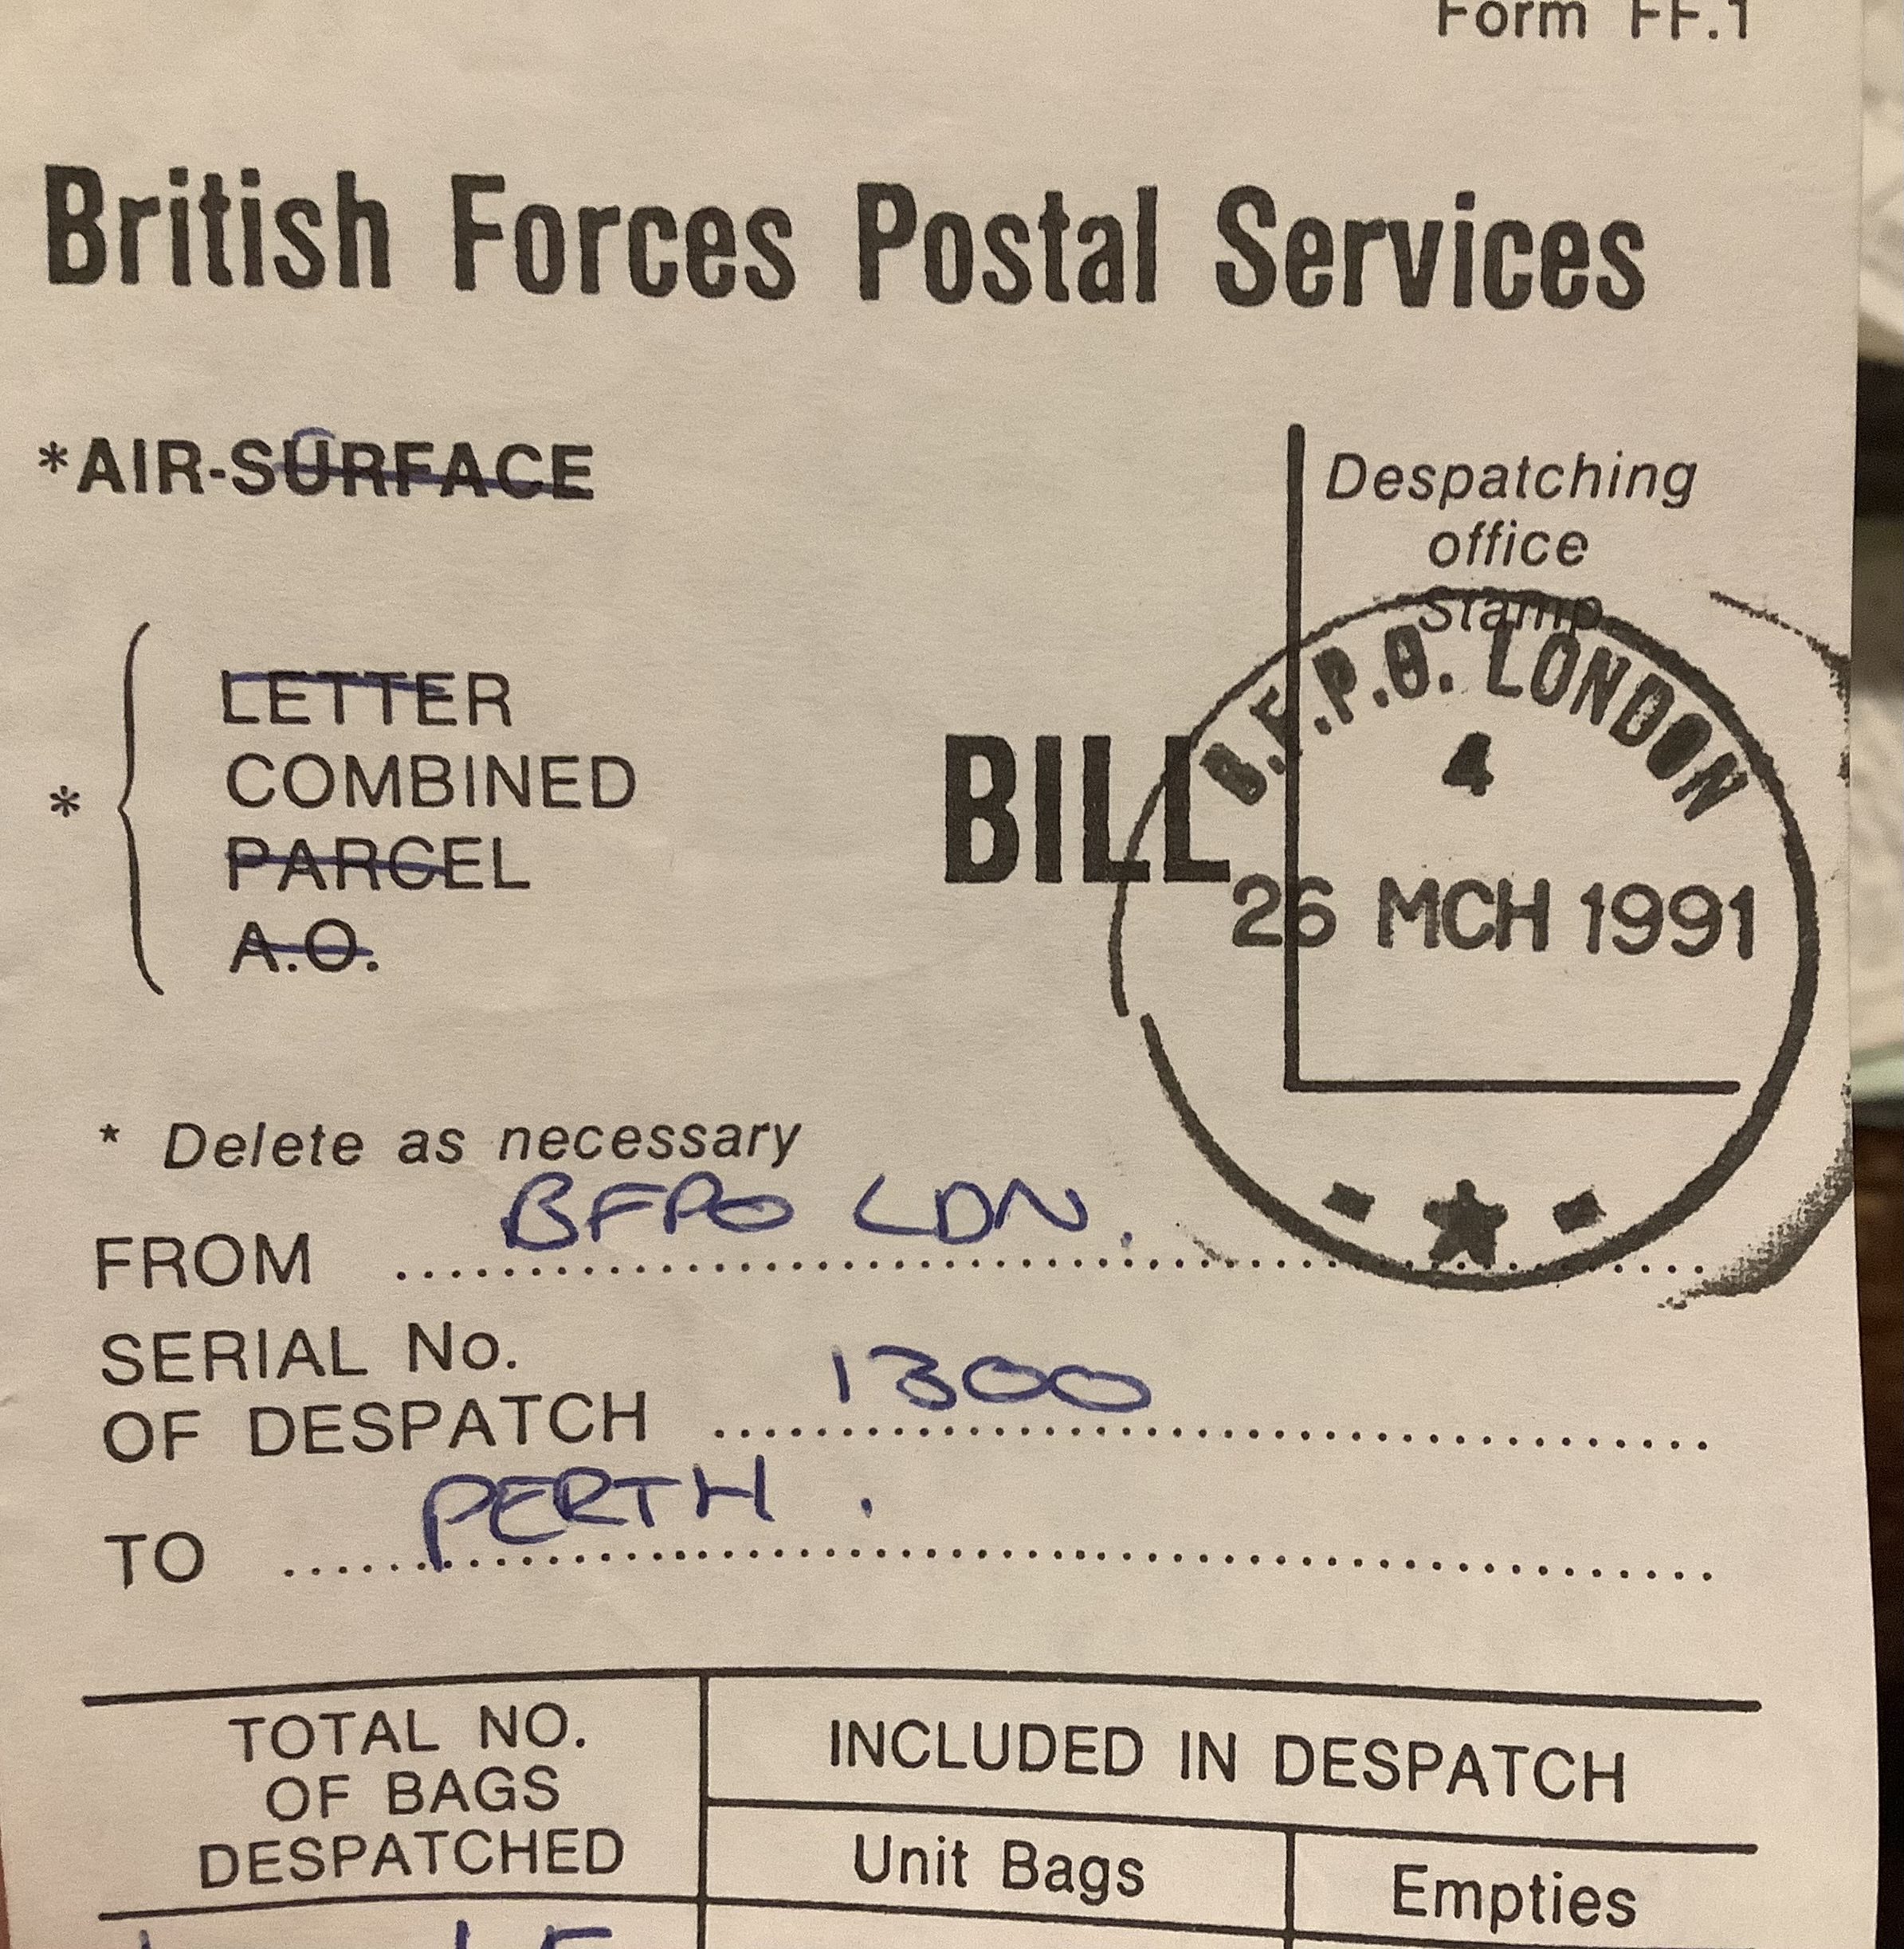 Form FF.1
British Forces Postal Services
*AIR-SURFACE
Despatching
office
Stamp
B.F.P.O. LONDON
4
26 MCH 1991
* LETTER
COMBINED
PARCEL
A.O.
BILL
* Delete as necessary
FROM BFPO LDN.
SERIAL No.
OF DESPATCH 1300
TO PERTH.
TOTAL NO.
OF BAGS
DESPATCHED
INCLUDED IN DESPATCH
Unit Bags
Empties